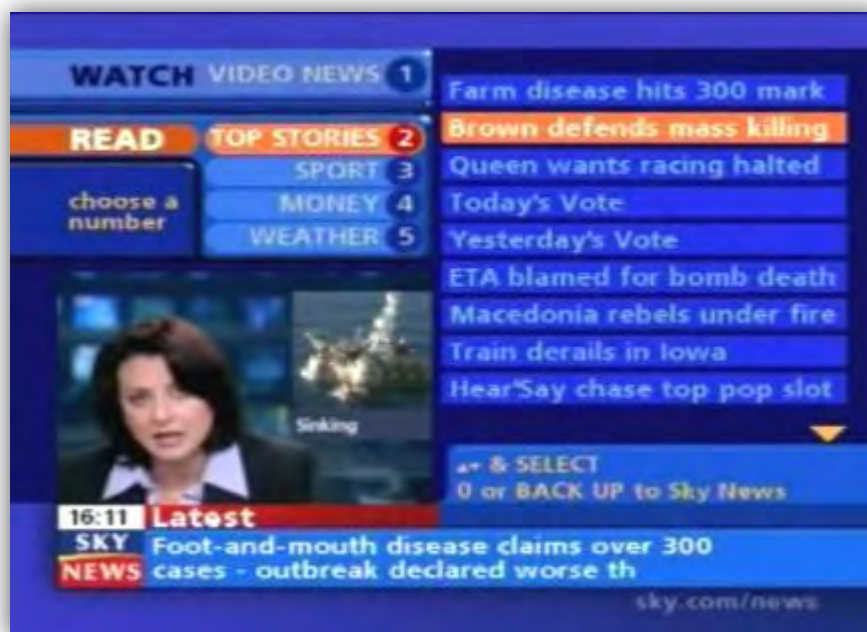 WATCH VIDEO NEWS 1
READ TOP STORIES 2
SPORT 3
MONEY 4
WEATHER 5
choose a
number
Farm disease hits 300 mark
Brown defends mass killing
Queen wants racing halted
Today's Vote
Yesterday's Vote
ETA blamed for bomb death
Macedonia rebels under fire
Train derails in Iowa
Hear'Say chase top pop slot
Sinking
& SELECT
0 or BACK UP to Sky News
16:11 Latest
SKY NEWS
Foot-and-mouth disease claims over 300
cases - outbreak declared worse th
sky.com/news